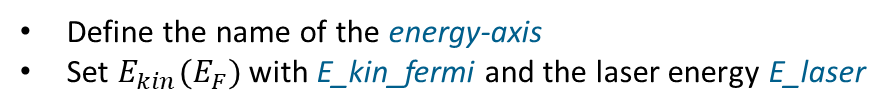 • Define the name of the energy-axis
• Set E_kin(E_F) with E_kin_fermi and the laser energy E_laser